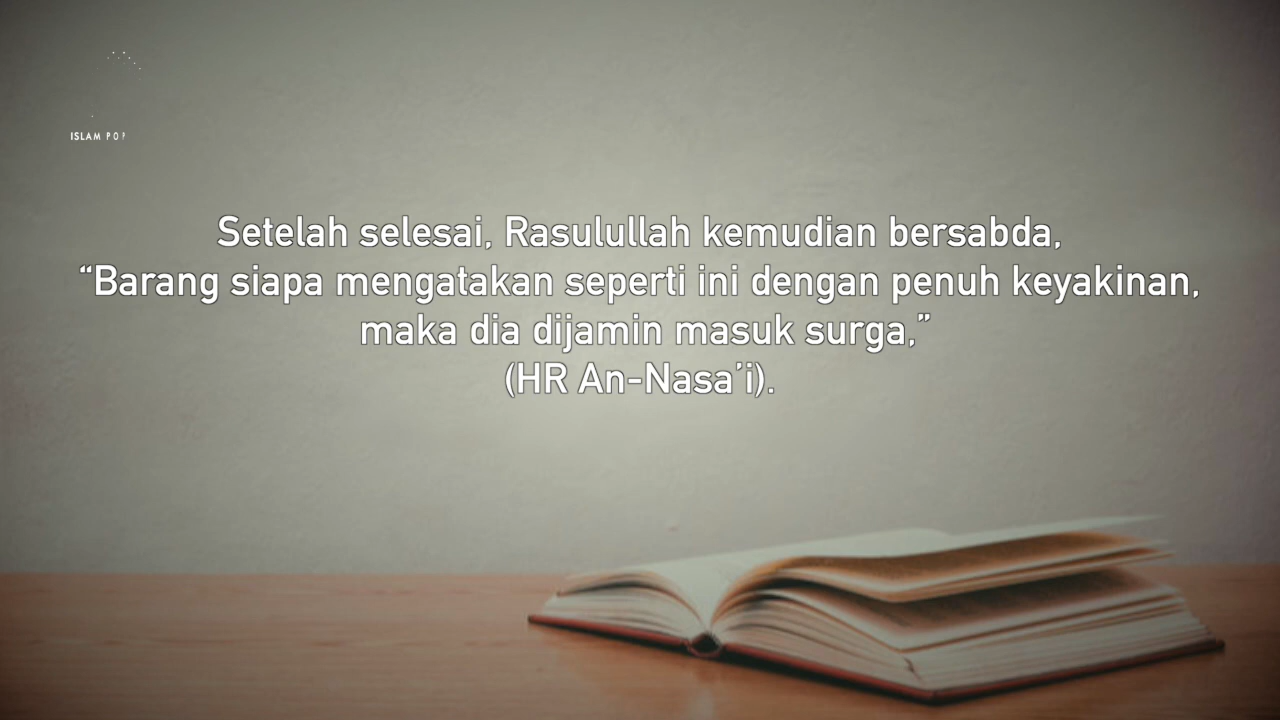 ISLAM POP
Setelah selesai, Rasulullah kemudian bersabda,
“Barang siapa mengatakan seperti ini dengan penuh keyakinan,
maka dia dijamin masuk surga,”
(HR An-Nasa'i).